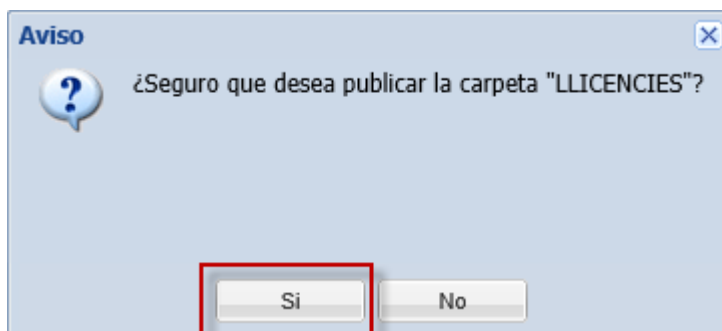 Aviso
¿Seguro que desea publicar la carpeta "LLICENCIES"?
Si
No